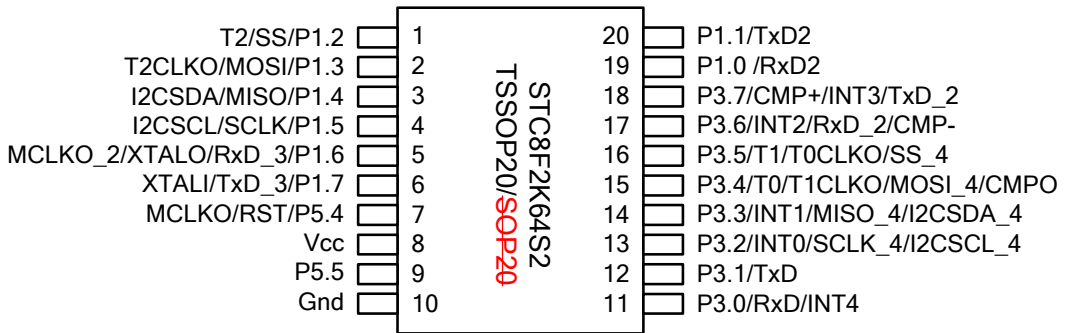 T2/SS/P1.2 1 20 P1.1/TxD2
T2CLKO/MOSI/P1.3 2 19 P1.0 /RxD2
I2CSDA/MISO/P1.4 3 18 P3.7/CMP+/INT3/TxD_2
I2CSCL/SCLK/P1.5 4 17 P3.6/INT2/RxD_2/CMP-
MCLKO_2/XTALO/RxD_3/P1.6 5 16 P3.5/T1/T0CLKO/SS_4
XTALI/TxD_3/P1.7 6 15 P3.4/T0/T1CLKO/MOSI_4/CMPO
MCLKO/RST/P5.4 7 14 P3.3/INT1/MISO_4/I2CSDA_4
Vcc 8 13 P3.2/INT0/SCLK_4/I2CSCL_4
P5.5 9 12 P3.1/TxD
Gnd 10 11 P3.0/RxD/INT4
STC8F2K64S2
TSSOP20/SOP20